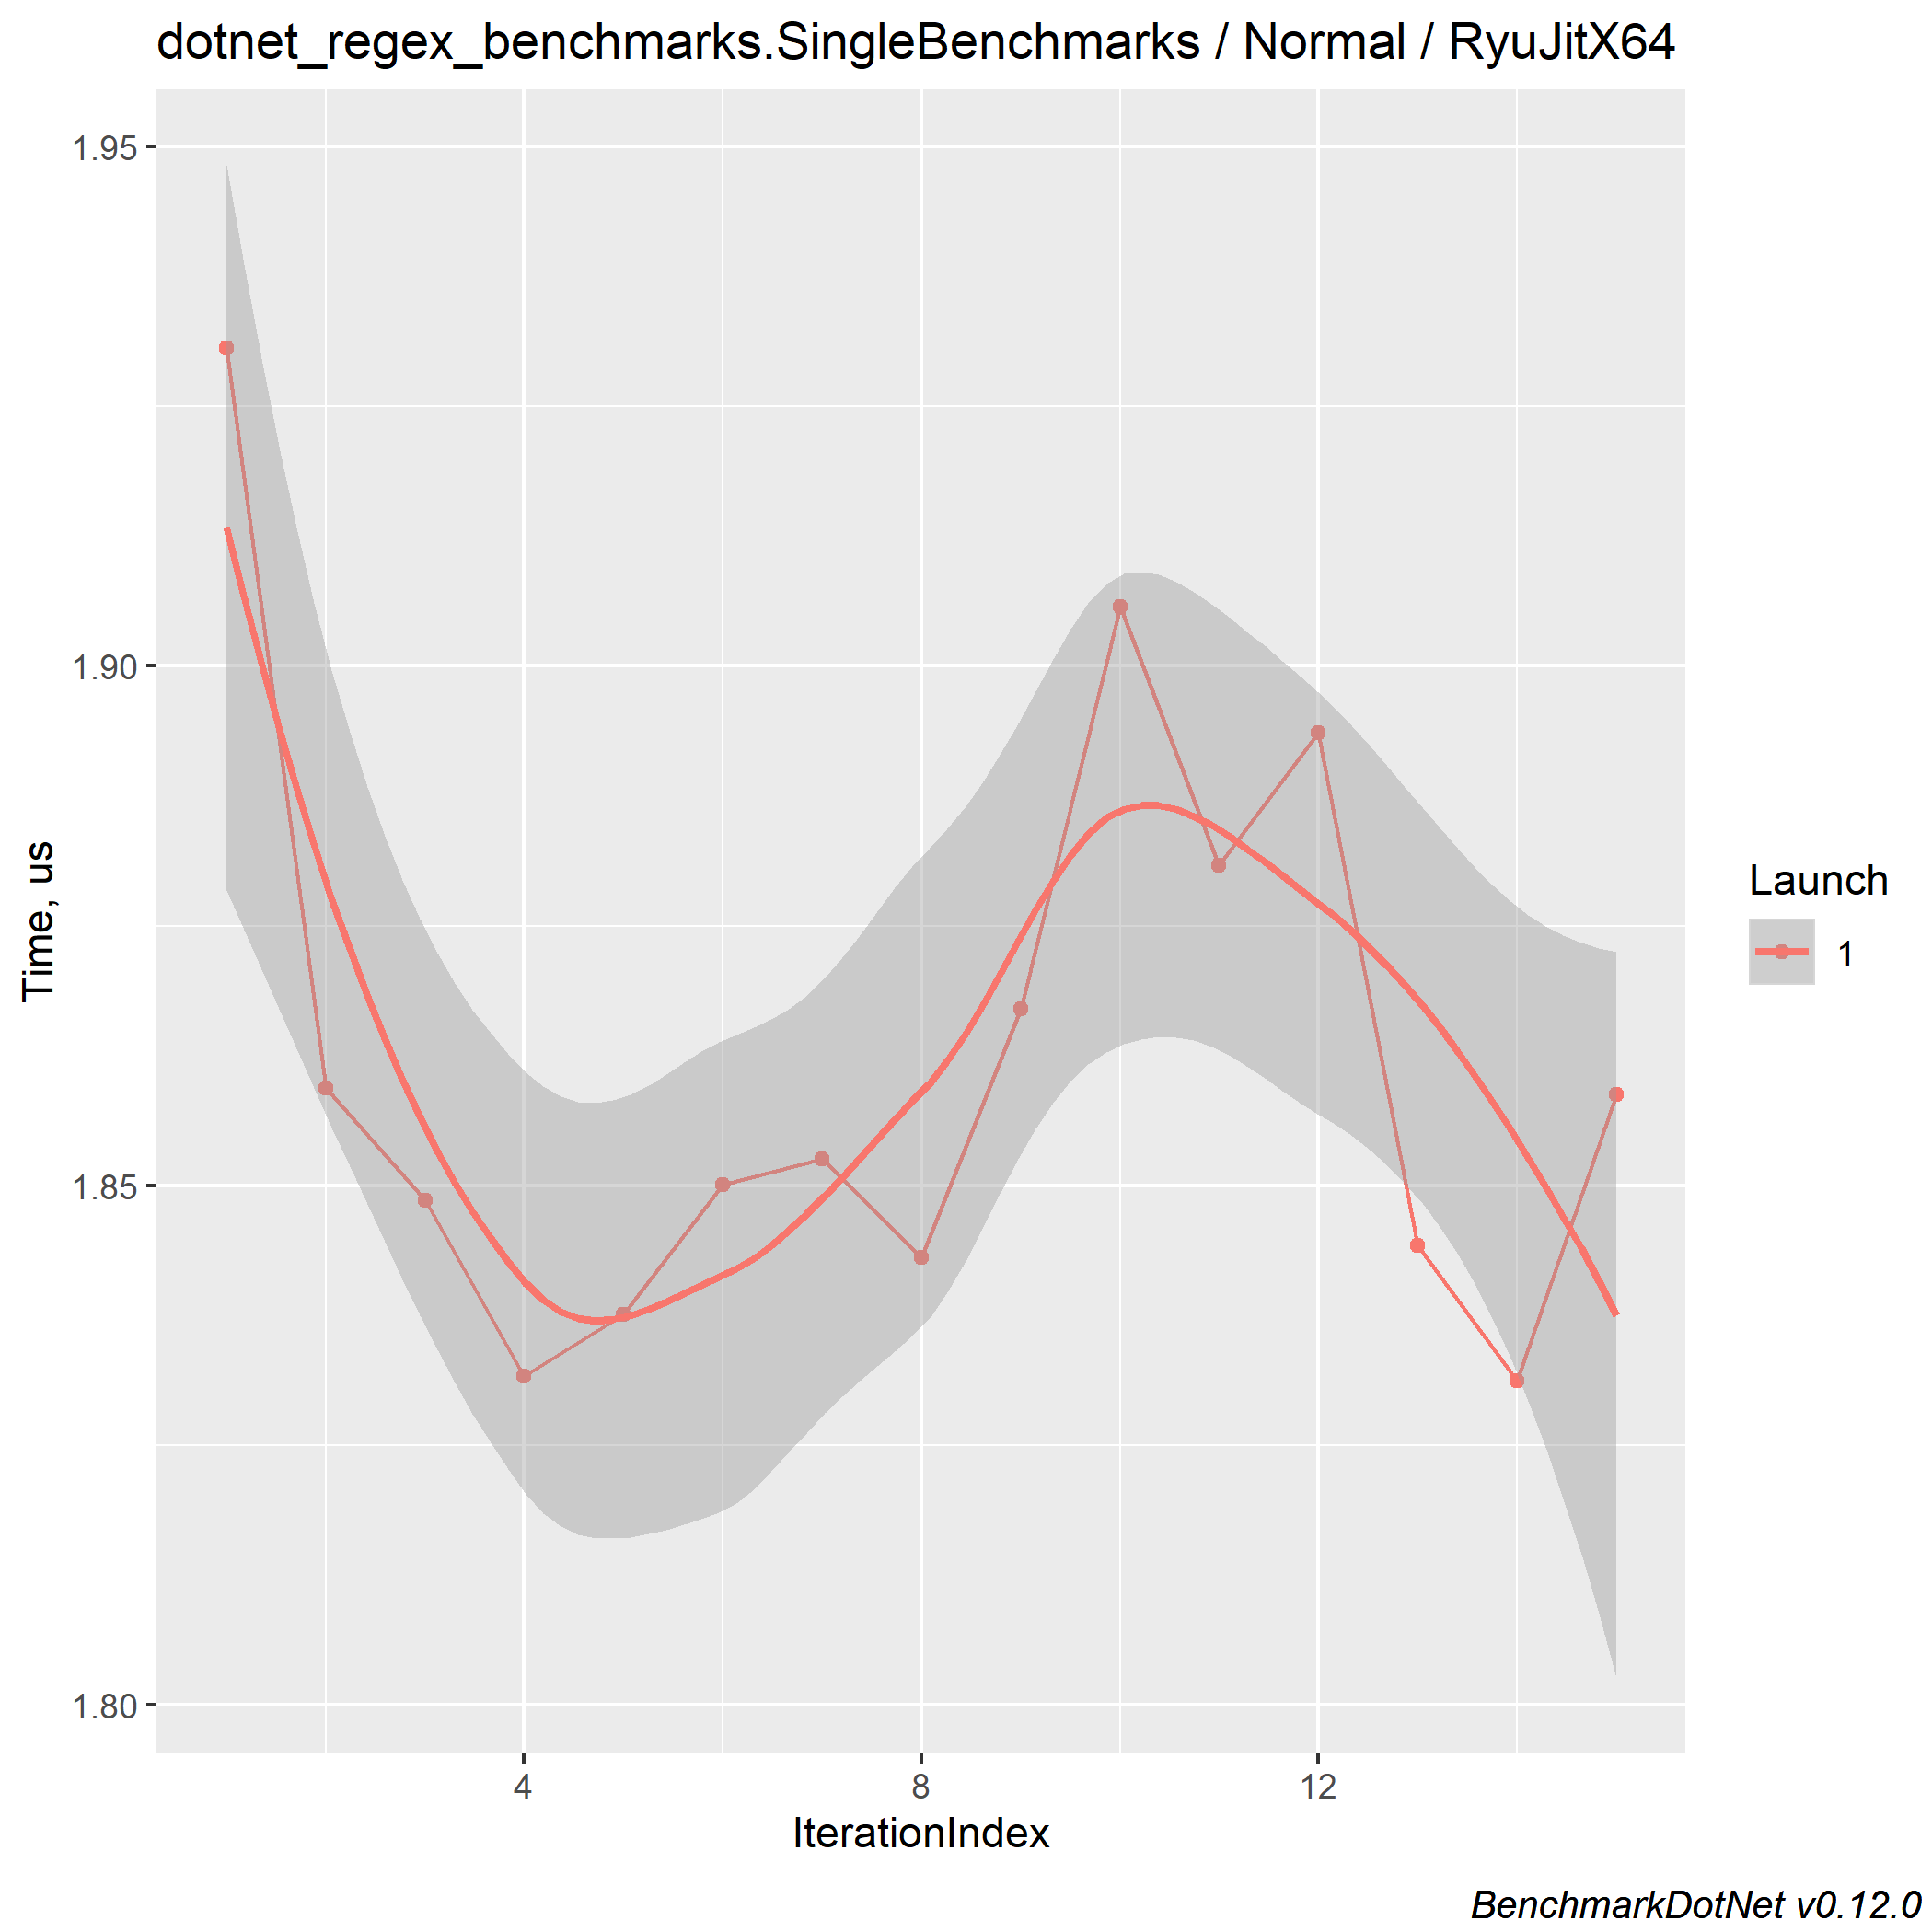 dotnet_regex_benchmarks.SingleBenchmarks / Normal / RyuJitX64
1.95
1.90
1.85
1.80
Time, us
4
8
12
IterationIndex
Launch
1
BenchmarkDotNet v0.12.0